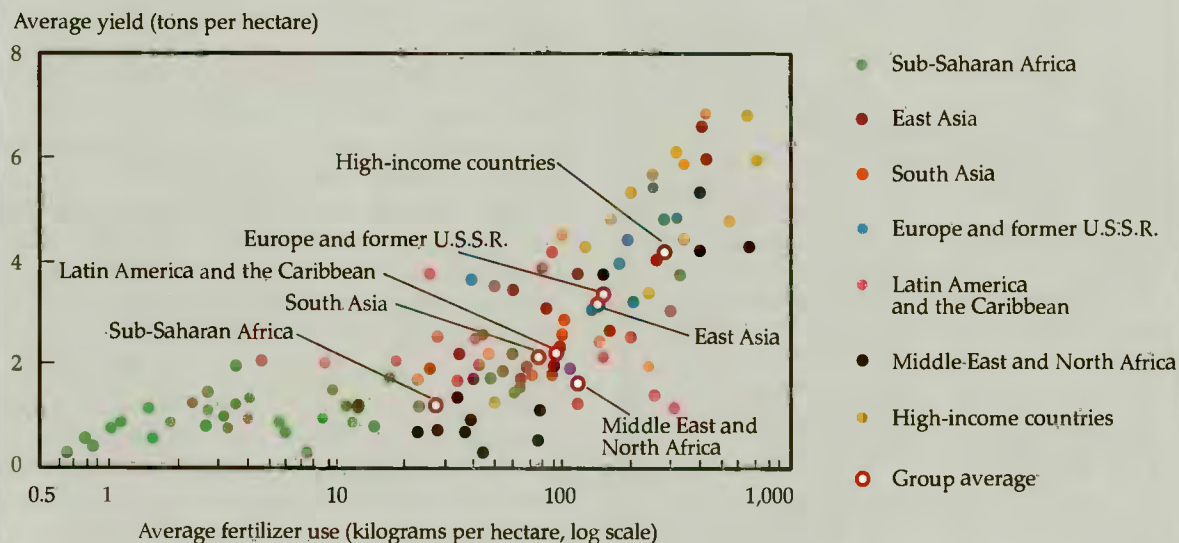 Average yield (tons per hectare)
8
6
4
2
0
High-income countries
Europe and former U.S.S.R.
Latin America and the Caribbean
South Asia
Sub-Saharan Africa
East Asia
Middle East and
North Africa
0.5 1 10 100 1,000
Average fertilizer use (kilograms per hectare, log scale)
Sub-Saharan Africa
East Asia
South Asia
Europe and former U.S.S.R.
Latin America
and the Caribbean
Middle East and North Africa
High-income countries
Group average